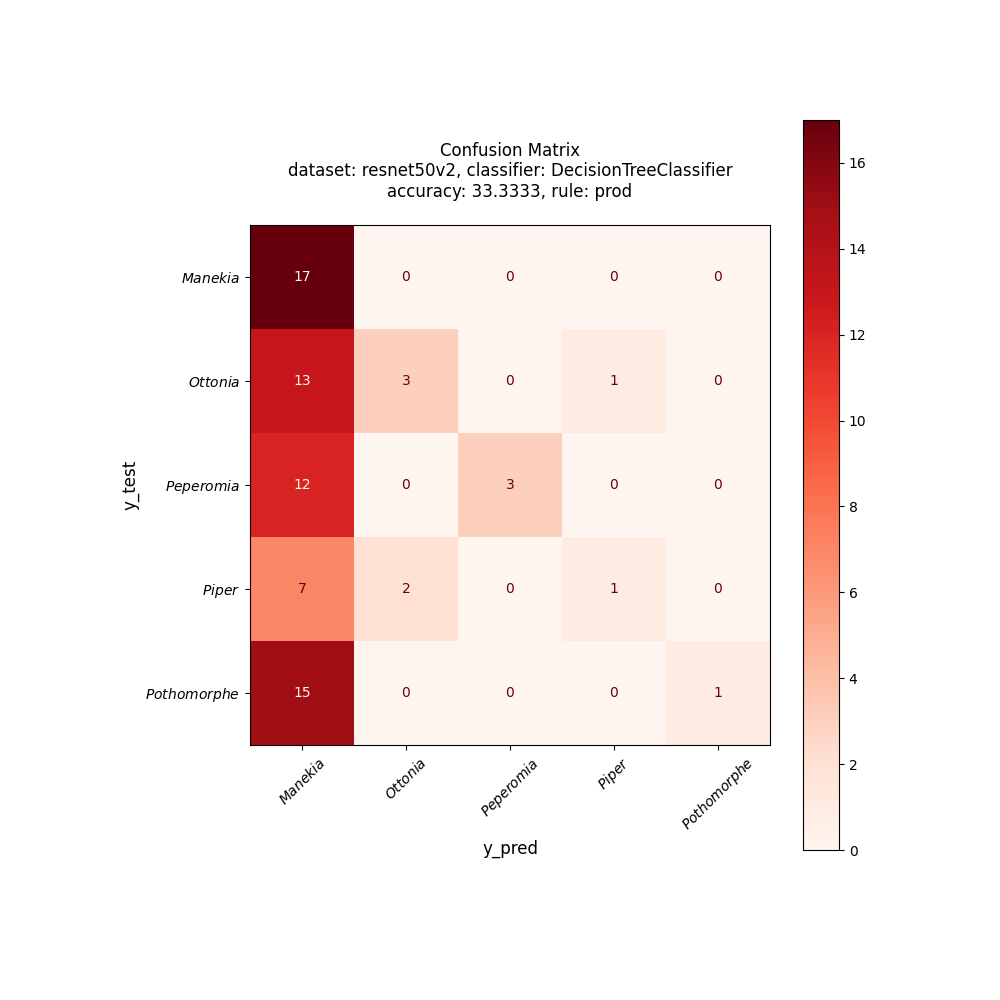 Confusion Matrix
dataset: resnet50v2, classifier: DecisionTreeClassifier
accuracy: 33.3333, rule: prod
y_test
Manekia 17 0 0 0 0
Ottonia 13 3 0 1 0
Peperomia 12 0 3 0 0
Piper 7 2 0 1 0
Pothomorphe 15 0 0 0 1
Manekia Ottonia Peperomia Piper Pothomorphe
y_pred
16
14
12
10
8
6
4
2
0